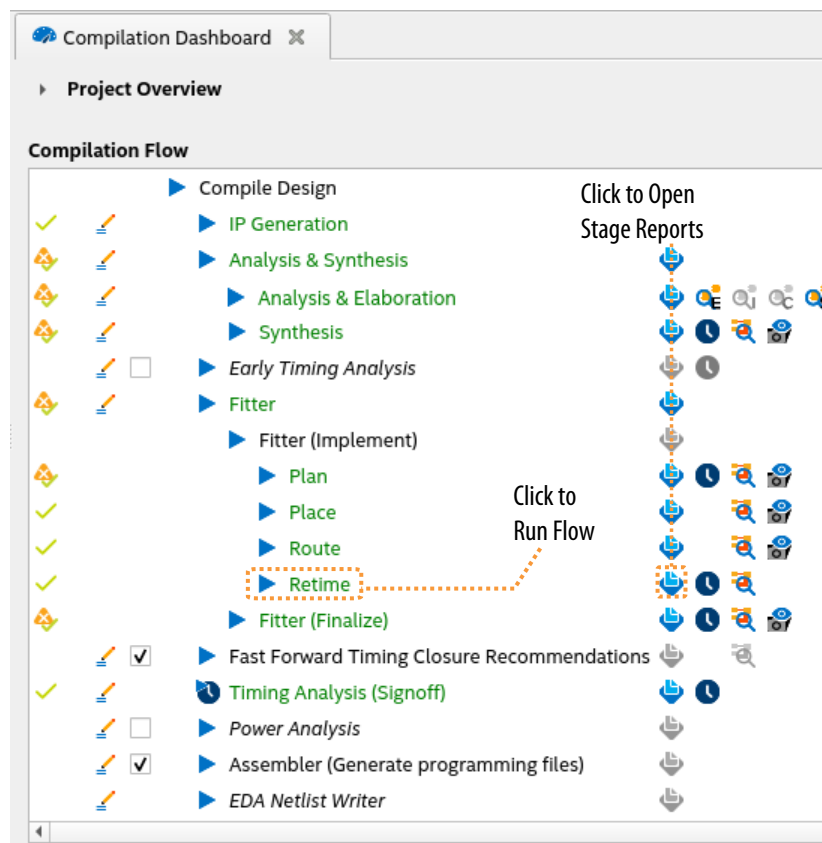 Compilation Dashboard
Project Overview
Compilation Flow
Compile Design
Click to Open
Stage Reports
IP Generation
Analysis & Synthesis
Analysis & Elaboration
E
Synthesis
Early Timing Analysis
Fitter
Fitter (Implement)
Plan
Click to
Run Flow
Place
Route
Retime
Fitter (Finalize)
Fast Forward Timing Closure Recommendations
Timing Analysis (Signoff)
Power Analysis
Assembler (Generate programming files)
EDA Netlist Writer